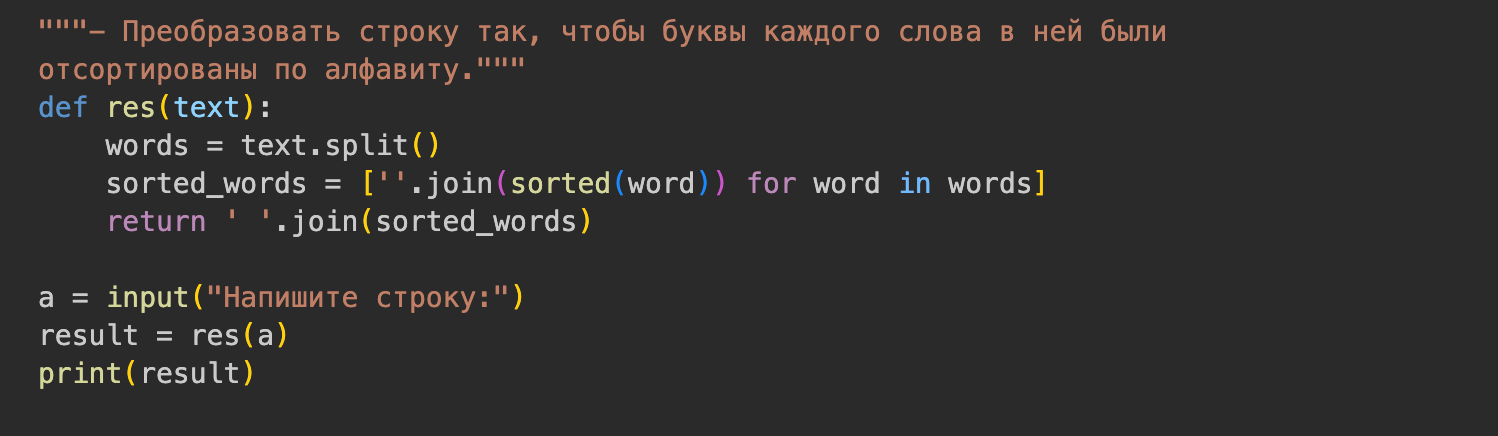 """- Преобразовать строку так, чтобы буквы каждого слова в ней были
отсортированы по алфавиту."""
def res(text):
    words = text.split()
    sorted_words = [''.join(sorted(word)) for word in words]
    return ' '.join(sorted_words)

a = input("Напишите строку:")
result = res(a)
print(result)